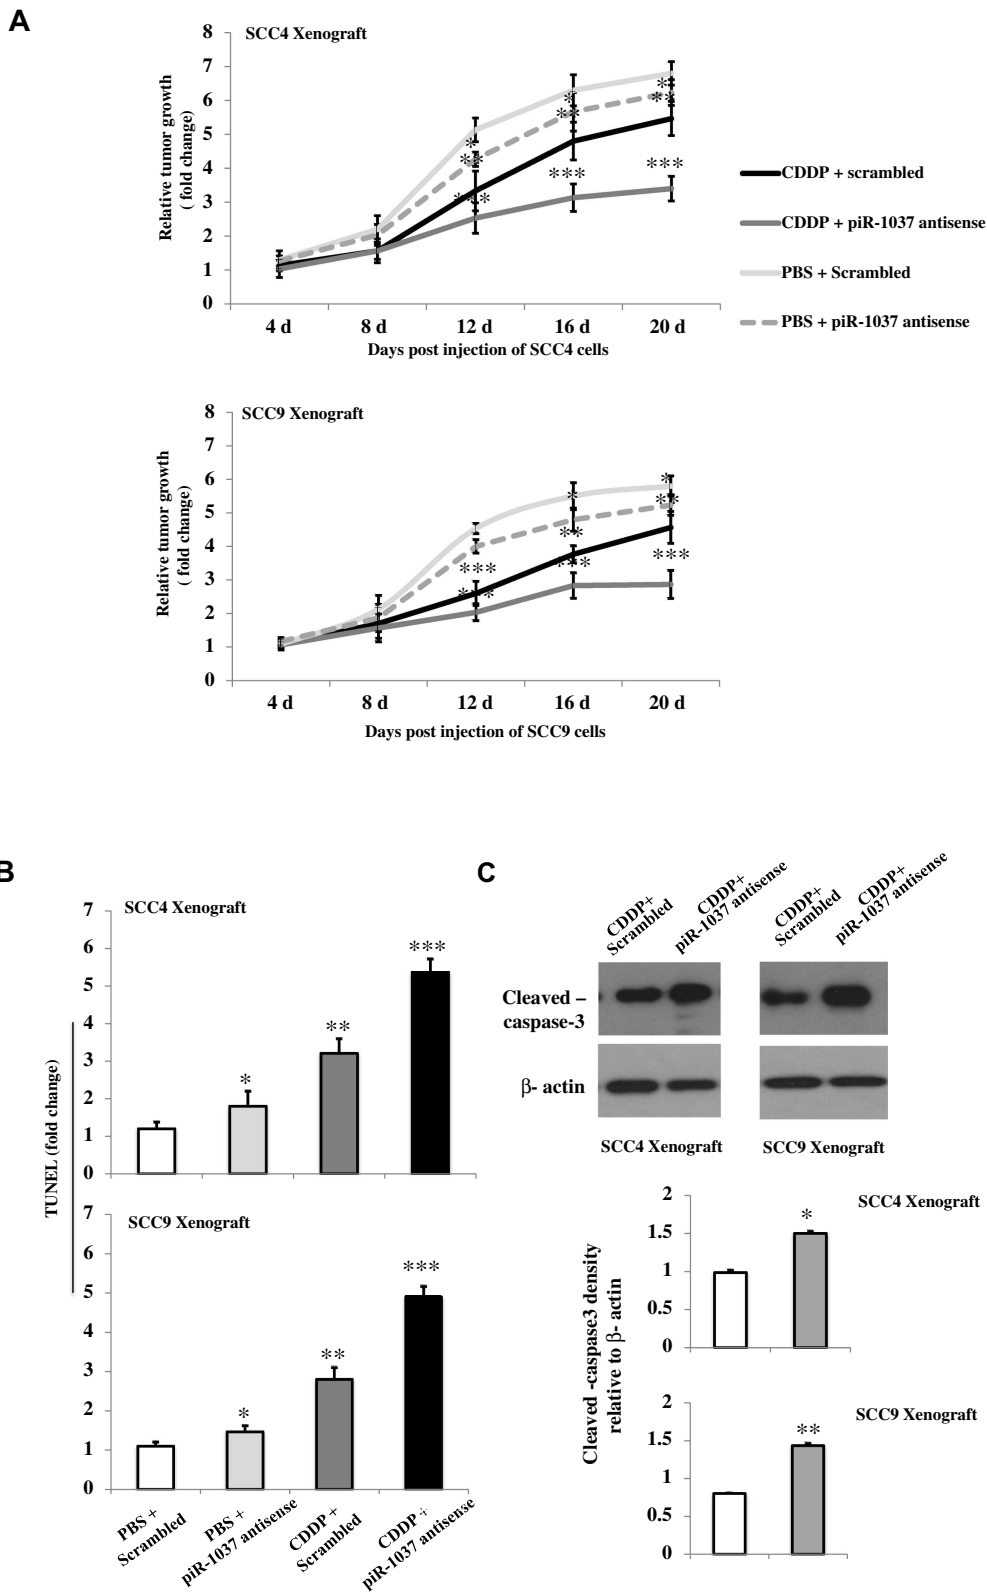 A
SCC4 Xenograft
8
7
6
5
4
3
2
1
0
Relative tumor growth
( fold change)
* ** ***
* ** ***
* ** ***
4 d 8 d 12 d 16 d 20 d
Days post injection of SCC4 cells
CDDP + scrambled
CDDP + piR-1037 antisense
PBS + Scrambled
PBS + piR-1037 antisense
SCC9 Xenograft
8
7
6
5
4
3
2
1
0
Relative tumor growth
( fold change)
*** ***
* ** ***
* ** ***
4 d 8 d 12 d 16 d 20 d
Days post injection of SCC9 cells
B
TUNEL (fold change)
SCC4 Xenograft
7
6
5
4
3
2
1
0
* ** ***
SCC9 Xenograft
7
6
5
4
3
2
1
0
* ** ***
PBS +
Scrambled
PBS +
piR-1037 antisense
CDDP +
Scrambled
CDDP +
piR-1037 antisense
C
CDDP+
Scrambled
CDDP+
piR-1037 antisense
CDDP+
Scrambled
CDDP+
piR-1037 antisense
Cleaved –
caspase-3
β- actin
SCC4 Xenograft
SCC9 Xenograft
Cleaved -caspase3 density
relative to β- actin
SCC4 Xenograft
2
1.5
1
0.5
0
*
SCC9 Xenograft
2
1.5
1
0.5
0
**